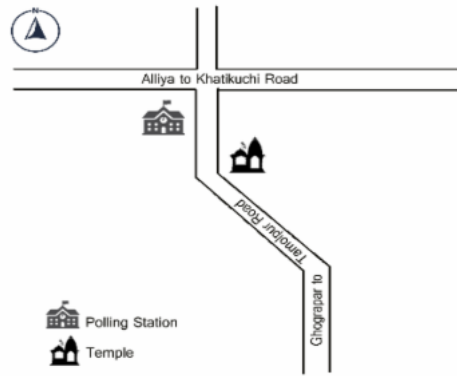 N
Alliya to Khatikuchi Road
Tamolpur Road
Ghograpar to
Polling Station
Temple